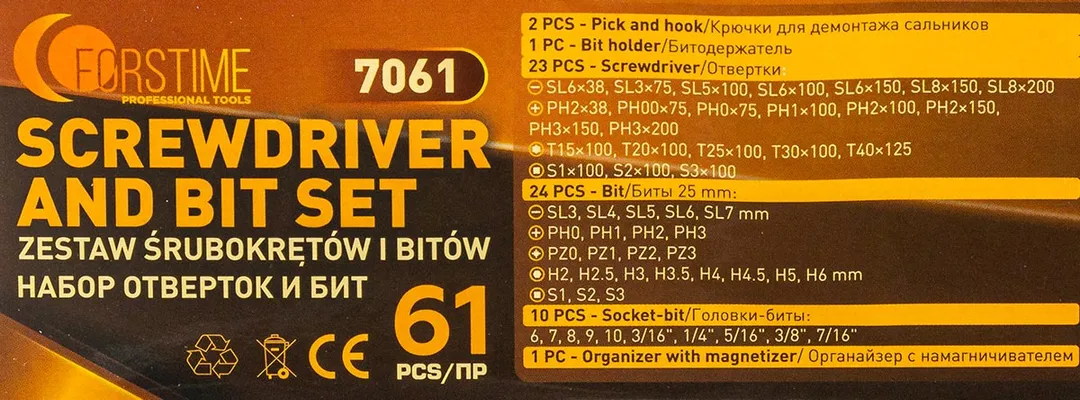 FORSTIME
PROFESSIONAL TOOLS
7061
SCREWDRIVER
AND BIT SET
ZESTAW ŚRUBOKRĘTÓW I BITÓW
НАБОР ОТВЕРТОК И БИТ
61
PCS/ПР
CE
2 PCS - Pick and hook/Крючки для демонтажа сальников
1 PC - Bit holder/Битодержатель
23 PCS - Screwdriver/Отвертки:
SL6×38, SL3×75, SL5×100, SL6×100, SL6×150, SL8×150, SL8×200
PH2×38, PH00×75, PH0×75, PH1×100, PH2×100, PH2×150,
PH3×150, PH3×200
T15×100, T20×100, T25×100, T30×100, T40×125
S1×100, S2×100, S3×100
24 PCS - Bit/Биты 25 mm:
SL3, SL4, SL5, SL6, SL7 mm
PH0, PH1, PH2, PH3
PZ0, PZ1, PZ2, PZ3
H2, H2.5, H3, H3.5, H4, H4.5, H5, H6 mm
S1, S2, S3
10 PCS - Socket-bit/Головки-биты:
6, 7, 8, 9, 10, 3/16", 1/4", 5/16", 3/8", 7/16"
1 PC - Organizer with magnetizer/ Органайзер с намагничивателем